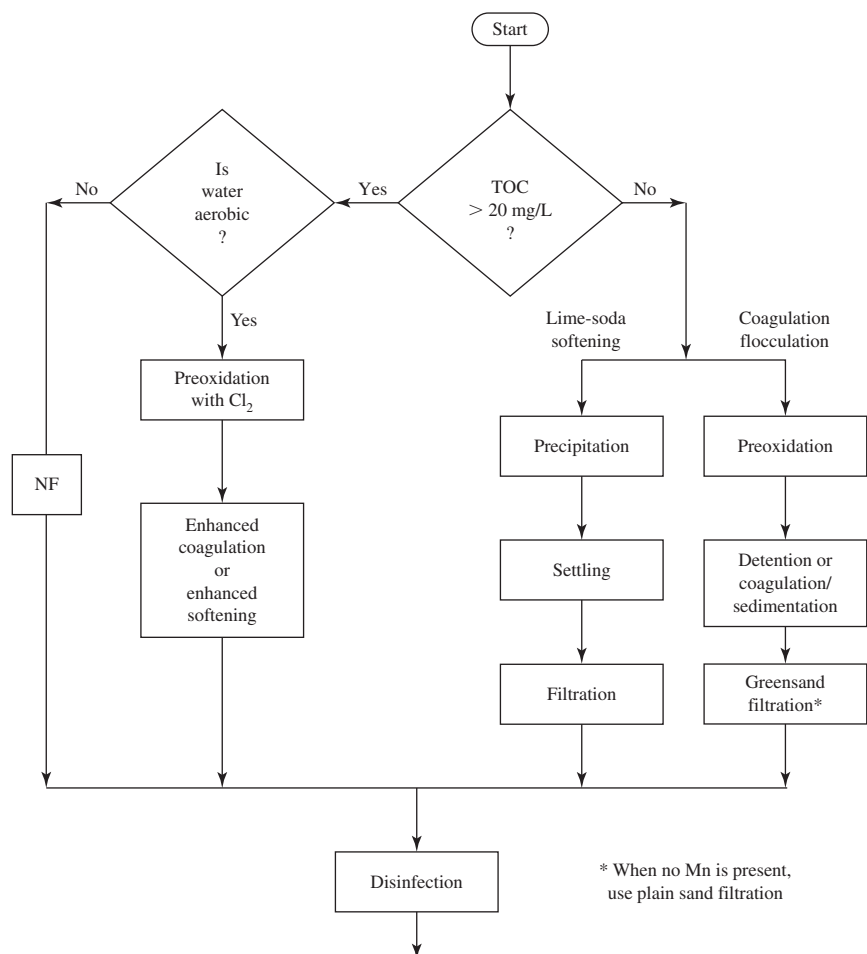 Start
Is
water
aerobic
?
TOC
> 20 mg/L
?
No
Yes
No
Yes
Lime-soda
softening
Coagulation
flocculation
Preoxidation
with Cl₂
Precipitation
Preoxidation
NF
Enhanced
coagulation
or
enhanced
softening
Settling
Detention or
coagulation/
sedimentation
Filtration
Greensand
filtration*
Disinfection
* When no Mn is present,
use plain sand filtration